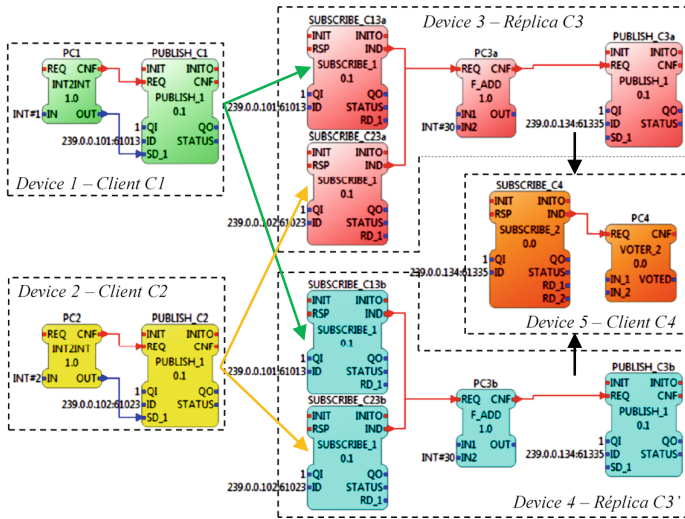 PC1
REQ CNF
INT2INT
1.0
INT#1 IN OUT
PUBLISH_C1
INIT INITO
REQ CNF
PUBLISH_1
0.1
1 QI QO
239.0.0.101:61013 ID STATUS
SD_1
Device 1 – Client C1
PC2
REQ CNF
INT2INT
1.0
INT#2 IN OUT
PUBLISH_C2
INIT INITO
REQ CNF
PUBLISH_1
0.1
1 QI QO
239.0.0.102:61023 ID STATUS
SD_1
Device 2 – Client C2
Device 3 – Réplica C3
SUBSCRIBE_C13a
INIT INITO
RSP IND
SUBSCRIBE_1
0.1
1 QI QO
239.0.0.101:61013 ID STATUS
RD_1
SUBSCRIBE_C23a
INIT INITO
RSP IND
SUBSCRIBE_1
0.1
1 QI QO
239.0.0.102:61023 ID STATUS
RD_1
PC3a
REQ CNF
F_ADD
1.0
IN1 OUT
INT#30 IN2
PUBLISH_C3a
INIT INITO
REQ CNF
PUBLISH_1
0.1
1 QI QO
239.0.0.134:61335 ID STATUS
SD_1
SUBSCRIBE_C4
INIT INITO
RSP IND
SUBSCRIBE_2
0.0
1 QI QO
239.0.0.134:61335 ID STATUS
RD_1
RD_2
PC4
REQ CNF
VOTER_2
0.0
IN_1 VOTED
IN_2
Device 5 – Client C4
SUBSCRIBE_C13b
INIT INITO
RSP IND
SUBSCRIBE_1
0.1
1 QI QO
239.0.0.101:61013 ID STATUS
RD_1
SUBSCRIBE_C23b
INIT INITO
RSP IND
SUBSCRIBE_1
0.1
1 QI QO
239.0.0.102:61023 ID STATUS
RD_1
PC3b
REQ CNF
F_ADD
1.0
IN1 OUT
INT#30 IN2
PUBLISH_C3b
INIT INITO
REQ CNF
PUBLISH_1
0.1
1 QI QO
239.0.0.134:61335 ID STATUS
SD_1
Device 4 – Réplica C3’